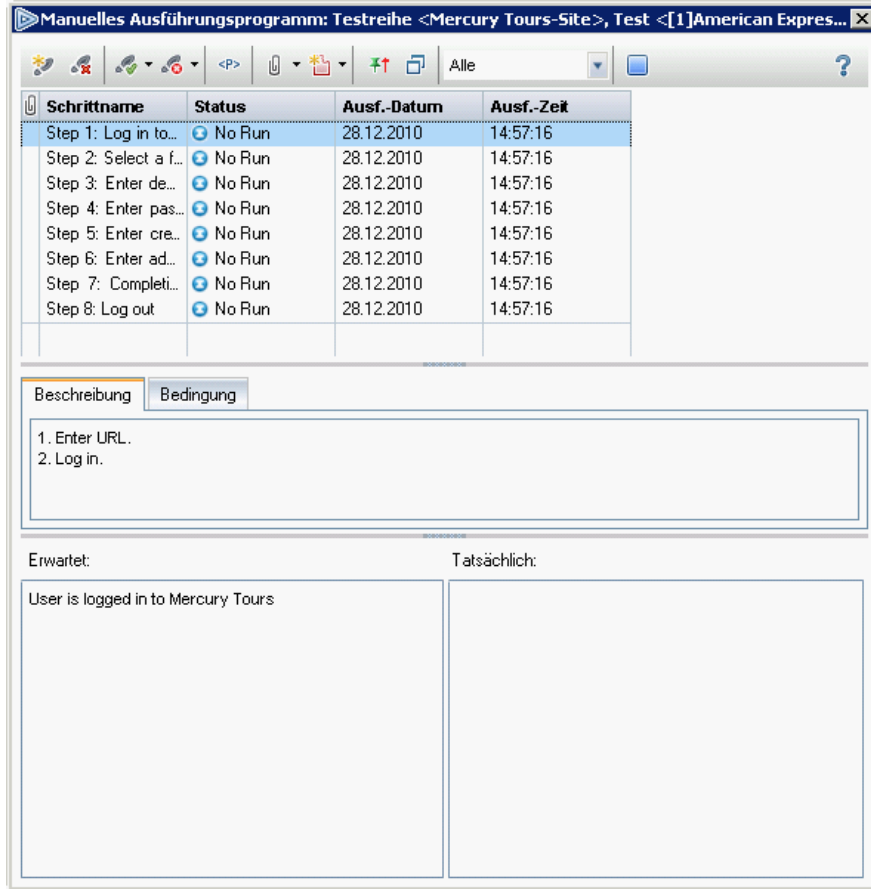 Manuelles Ausführungsprogramm: Testreihe <Mercury Tours-Site>, Test <[1]American Expres...
<P> Alle ?
Schrittname Status Ausf.-Datum Ausf.-Zeit
Step 1: Log in to... No Run 28.12.2010 14:57:16
Step 2: Select a f... No Run 28.12.2010 14:57:16
Step 3: Enter de... No Run 28.12.2010 14:57:16
Step 4: Enter pas... No Run 28.12.2010 14:57:16
Step 5: Enter cre... No Run 28.12.2010 14:57:16
Step 6: Enter ad... No Run 28.12.2010 14:57:16
Step 7: Completi... No Run 28.12.2010 14:57:16
Step 8: Log out No Run 28.12.2010 14:57:16
Beschreibung Bedingung
1. Enter URL.
2. Log in.
Erwartet: Tatsächlich:
User is logged in to Mercury Tours